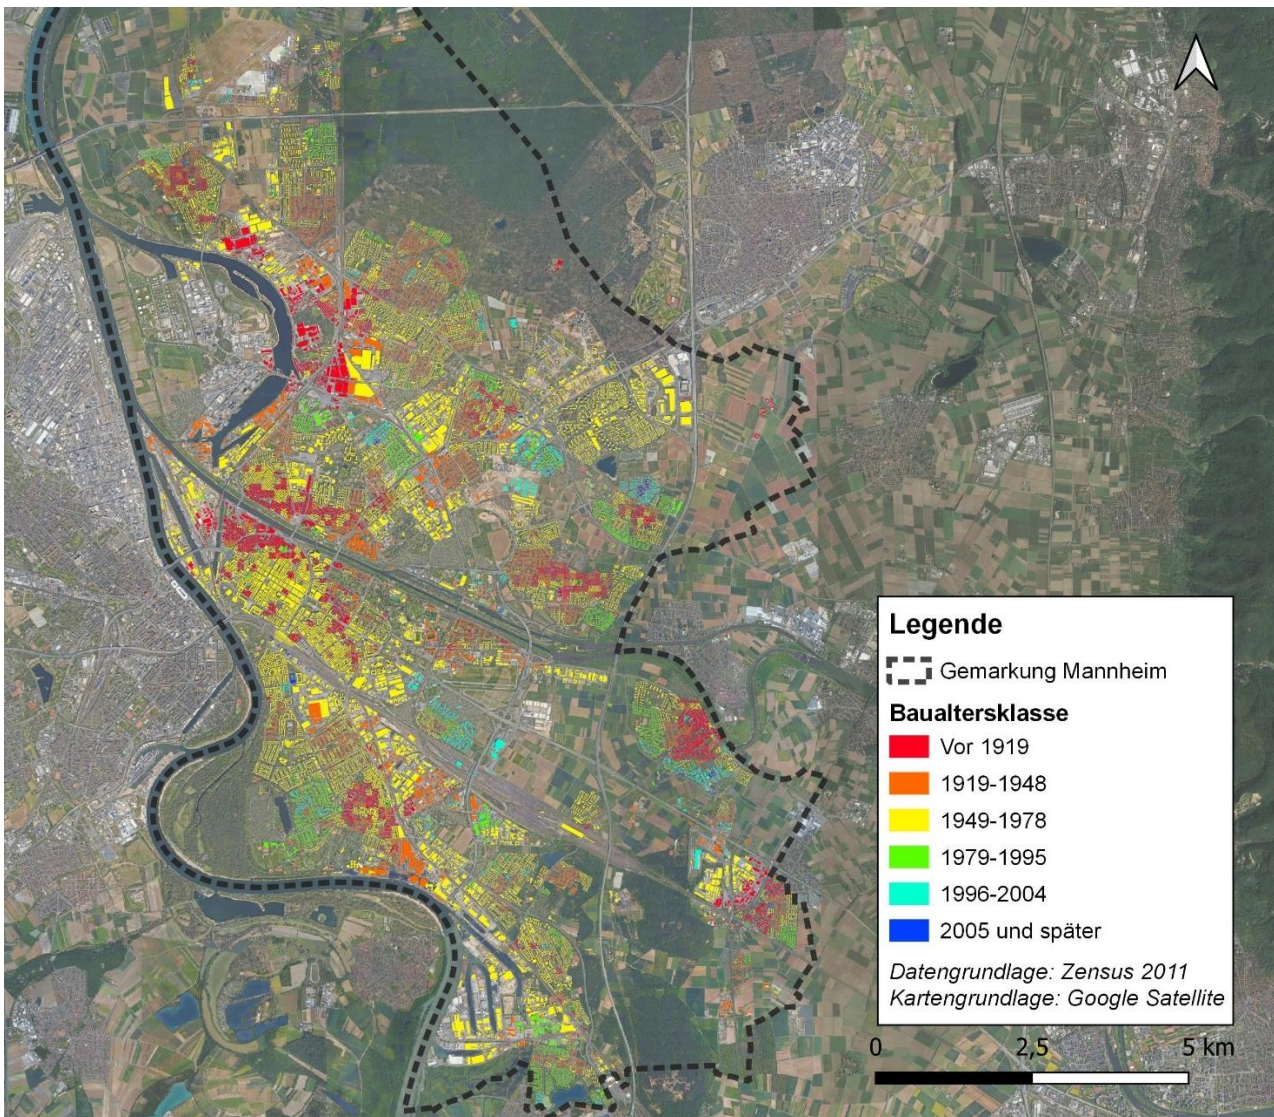 Legende
Gemarkung Mannheim
Baualtersklasse
Vor 1919
1919-1948
1949-1978
1979-1995
1996-2004
2005 und später
Datengrundlage: Zensus 2011
Kartengrundlage: Google Satellite
0 2,5 5 km